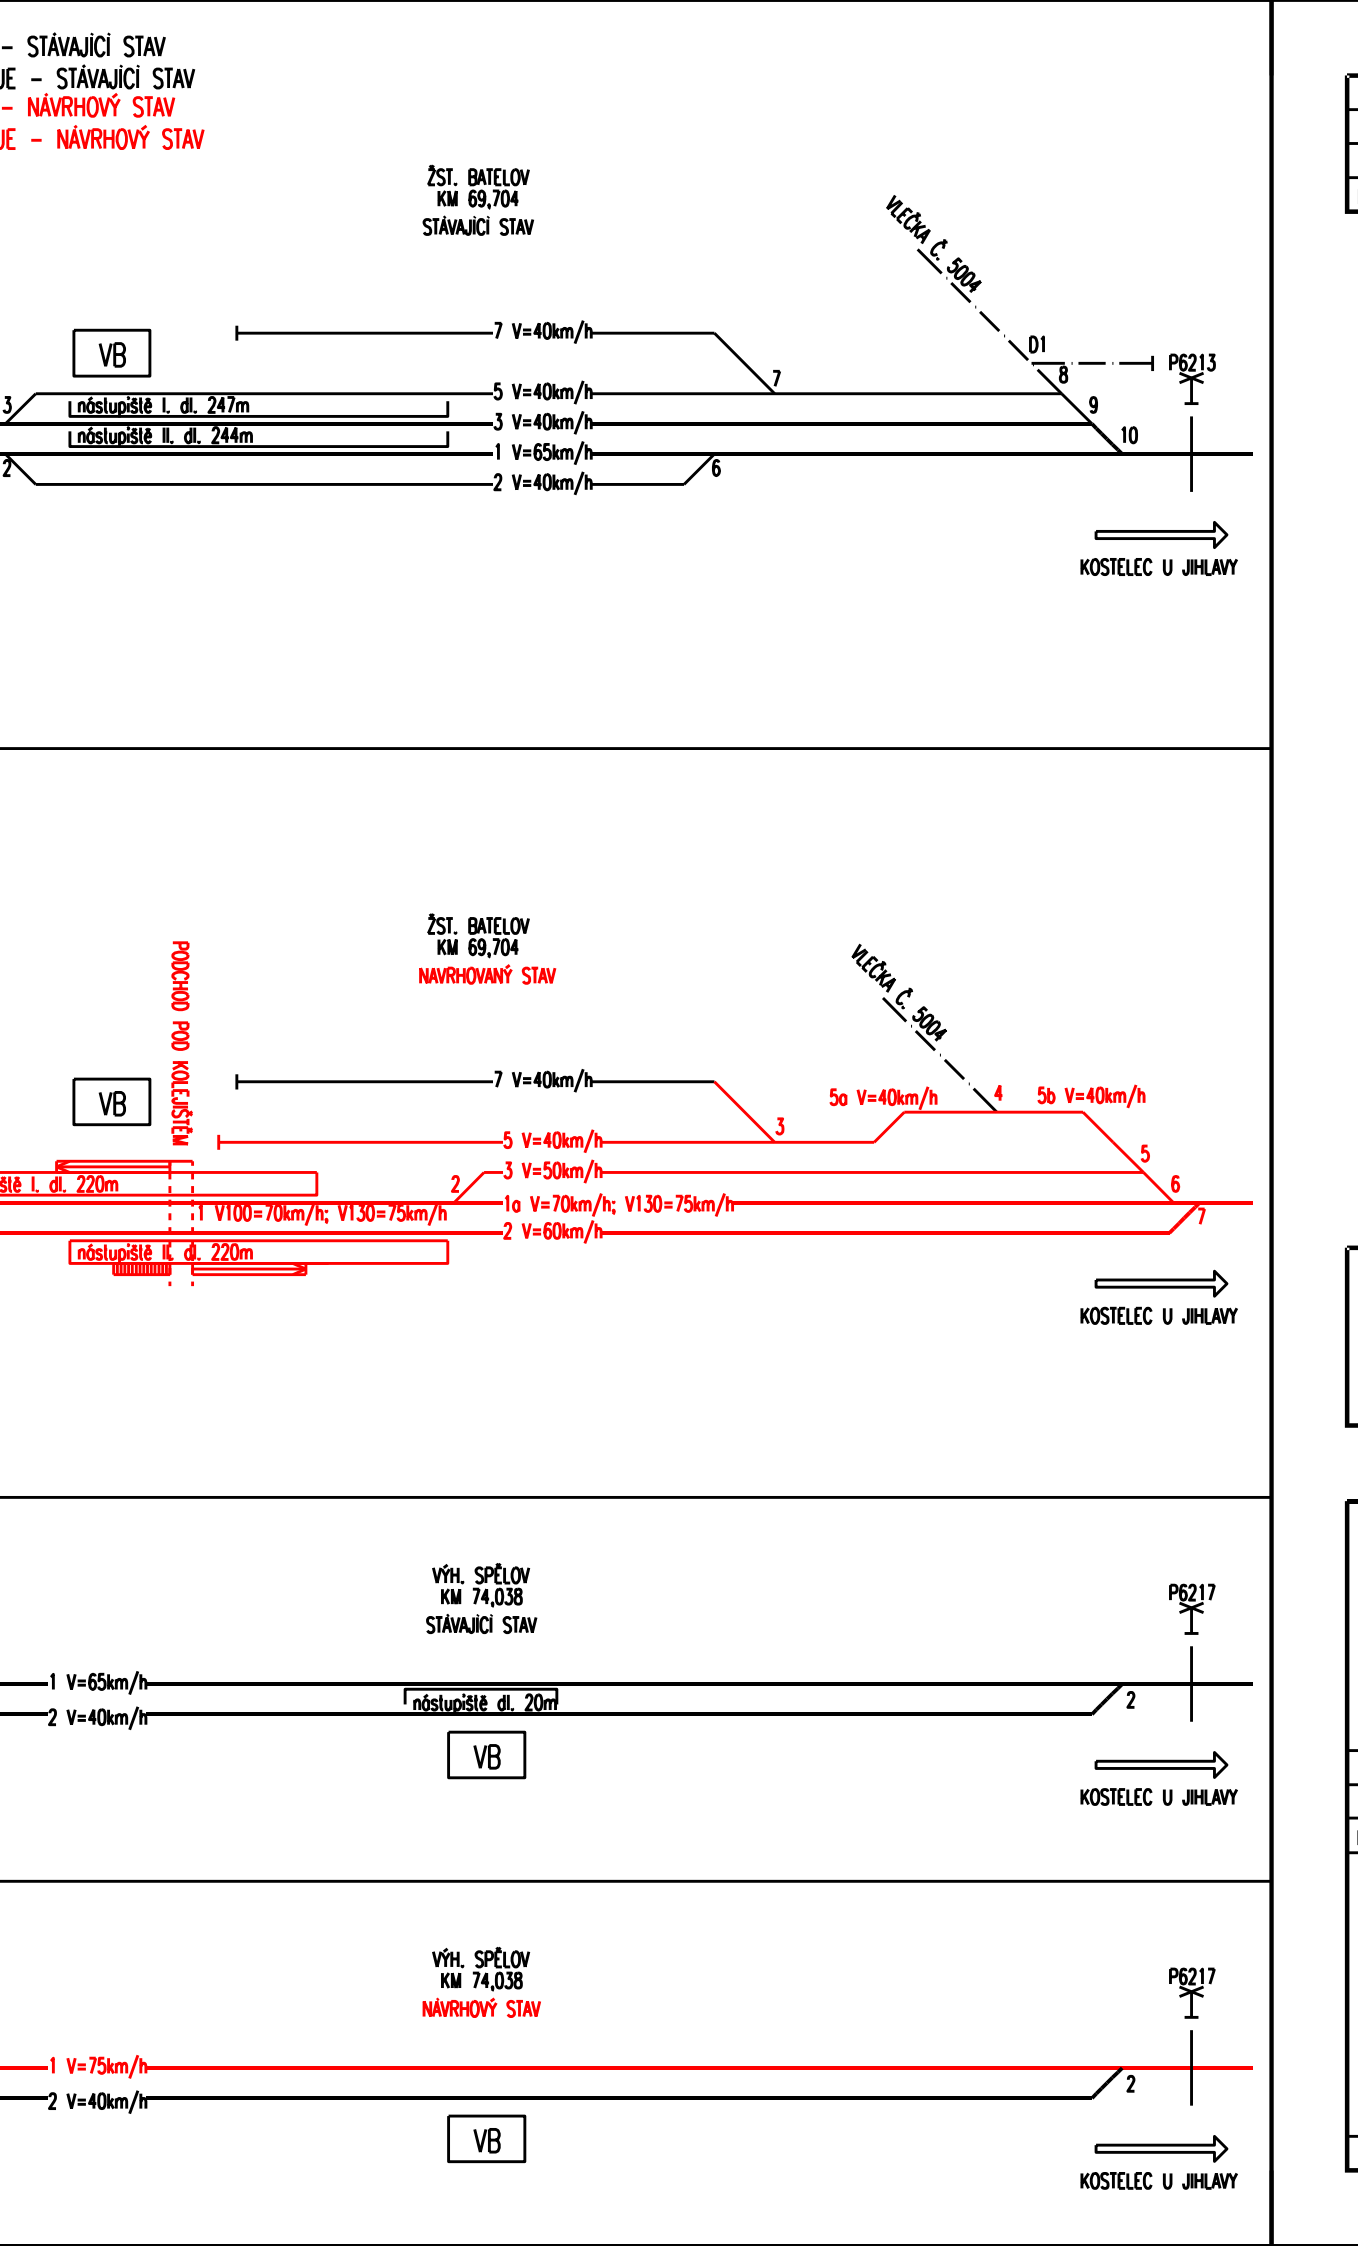 – STÁVAJÍCÍ STAV
JE – STÁVAJÍCÍ STAV
– NÁVRHOVÝ STAV
JE – NÁVRHOVÝ STAV
ŽST. BATELOV
KM 69,704
STÁVAJÍCÍ STAV
VLEČKA Č. 5004
7 V=40km/h
D1
P6213
VB
8
7
5 V=40km/h
3
nástupiště I. dl. 247m
9
3 V=40km/h
nástupiště II. dl. 244m
10
1 V=65km/h
2
6
2 V=40km/h
KOSTELEC U JIHLAVY
ŽST. BATELOV
KM 69,704
NAVRHOVANÝ STAV
PODCHOD POD KOLEJIŠTĚM
VLEČKA Č. 5004
7 V=40km/h
VB
5a V=40km/h
4
5b V=40km/h
3
5 V=40km/h
5
3 V=50km/h
ště I. dl. 220m
2
6
1a V=70km/h; V130=75km/h
1 V100=70km/h; V130=75km/h
7
2 V=60km/h
nástupiště II. dl. 220m
KOSTELEC U JIHLAVY
VÝH. SPĚLOV
KM 74,038
STÁVAJÍCÍ STAV
P6217
1 V=65km/h
nástupiště dl. 20m
2
2 V=40km/h
VB
KOSTELEC U JIHLAVY
VÝH. SPĚLOV
KM 74,038
NÁVRHOVÝ STAV
P6217
1 V=75km/h
2
2 V=40km/h
VB
KOSTELEC U JIHLAVY